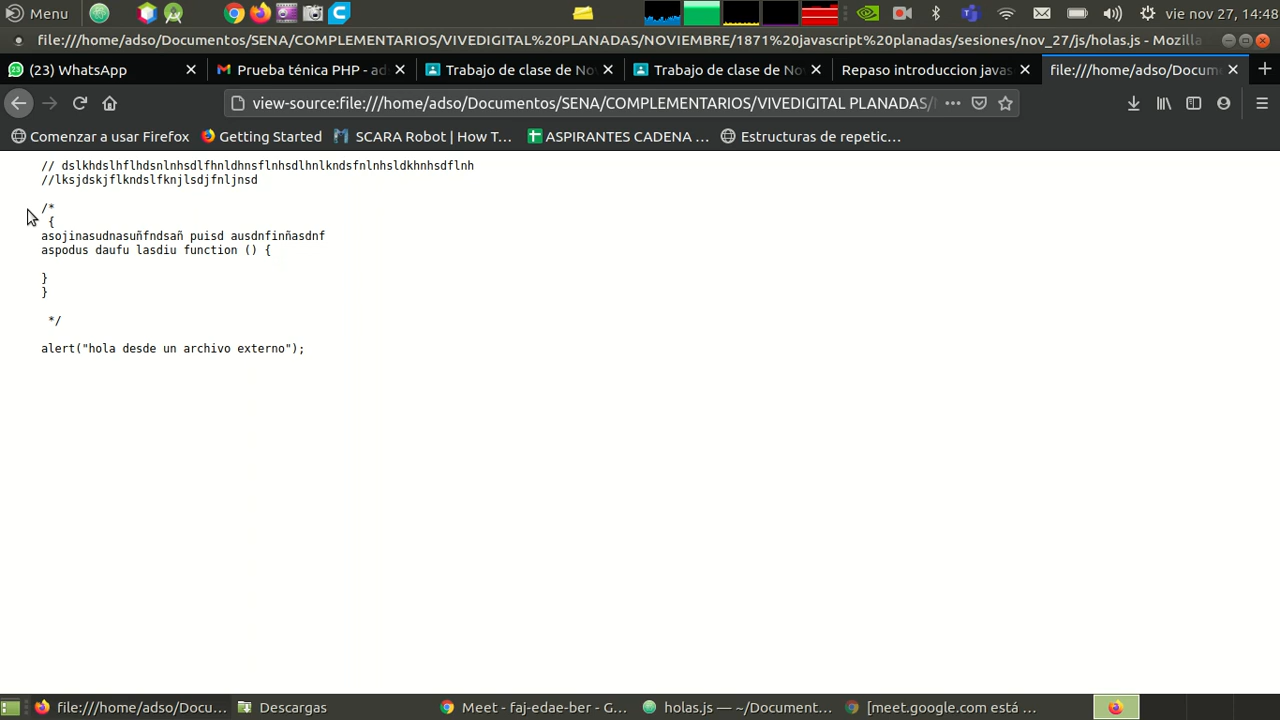 Menu
vie nov 27, 14:48
file:///home/adso/Documentos/SENA/COMPLEMENTARIOS/VIVEDIGITAL%20PLANADAS/NOVIEMBRE/1871%20javascript%20planadas/sesiones/nov_27/js/holas.js - Mozilla
(23) WhatsApp
Prueba ténica PHP - ad
Trabajo de clase de No
Trabajo de clase de No
Repaso introduccion javas
file:///home/adso/Docum
view-source:file:///home/adso/Documentos/SENA/COMPLEMENTARIOS/VIVEDIGITAL PLANADAS/
Comenzar a usar Firefox
Getting Started
SCARA Robot | How T...
ASPIRANTES CADENA ...
Estructuras de repetic...
// dslkhdslhflhdsnlnhsdlfhnldhnsflnhsdlhnlkndsfnlnhsldkhnhsdflnh
//lksjdskjflkndslfknjlsdjfnljnsd
/*
{
asojinasudnasuñfndsañ puisd ausdnfinñasdnf
aspodus daufu lasdiu function () {
}
}
*/
alert("hola desde un archivo externo");
file:///home/adso/Docu...
Descargas
Meet - faj-edae-ber - G...
holas.js — ~/Document...
[meet.google.com está ...